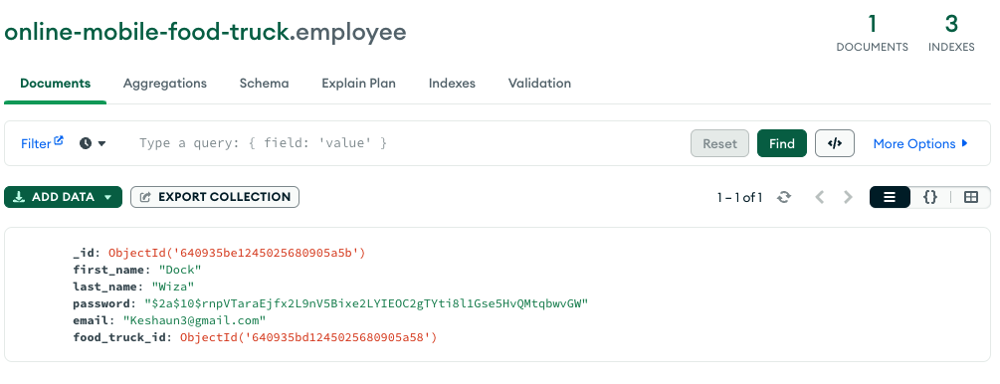 online-mobile-food-truck.employee
1
DOCUMENTS
3
INDEXES
Documents Aggregations Schema Explain Plan Indexes Validation
Filter Type a query: { field: 'value' } Reset Find </> More Options
ADD DATA EXPORT COLLECTION 1 – 1 of 1 {}
_id: ObjectId('640935be1245025680905a5b')
first_name: "Dock"
last_name: "Wiza"
password: "$2a$10$rnpVTaraEjfx2L9nV5Bixe2LYIEOC2gTYti8l1Gse5HvQMtqbwvGW"
email: "Keshaun3@gmail.com"
food_truck_id: ObjectId('640935bd1245025680905a58')